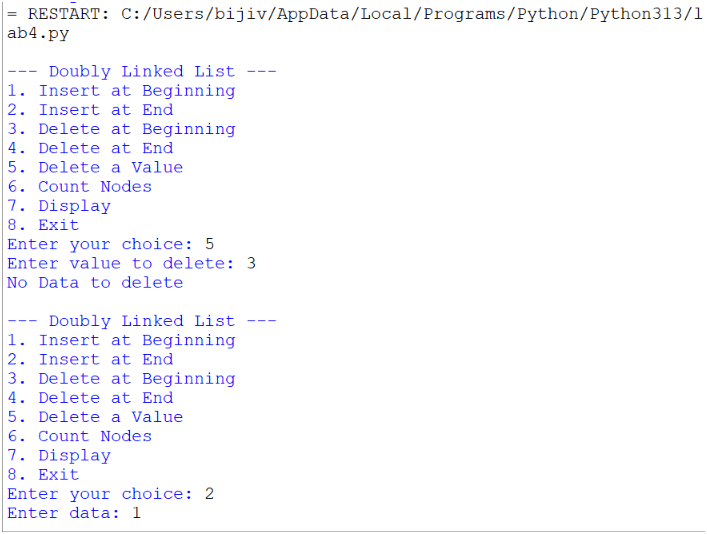 = RESTART: C:/Users/bijiv/AppData/Local/Programs/Python/Python313/l
ab4.py
--- Doubly Linked List ---
1. Insert at Beginning
2. Insert at End
3. Delete at Beginning
4. Delete at End
5. Delete a Value
6. Count Nodes
7. Display
8. Exit
Enter your choice: 5
Enter value to delete: 3
No Data to delete
--- Doubly Linked List ---
1. Insert at Beginning
2. Insert at End
3. Delete at Beginning
4. Delete at End
5. Delete a Value
6. Count Nodes
7. Display
8. Exit
Enter your choice: 2
Enter data: 1